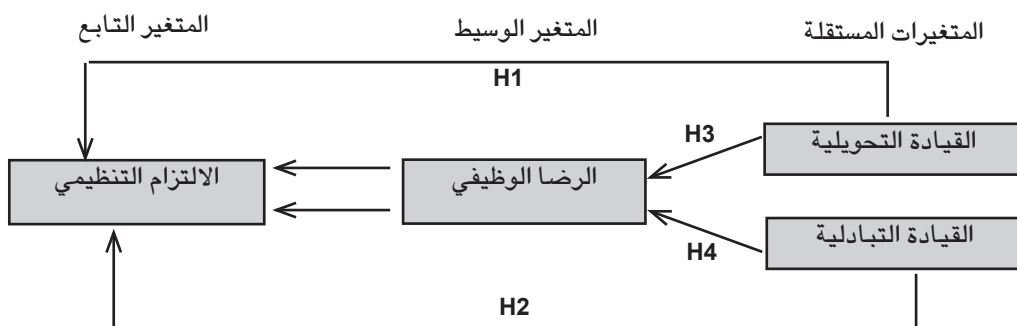 المتغيرات المستقلة
المتغير الوسيط
المتغير التابع
H1
H3
القيادة التحويلية
الرضا الوظيفي
الالتزام التنظيمي
القيادة التبادلية
H4
H2